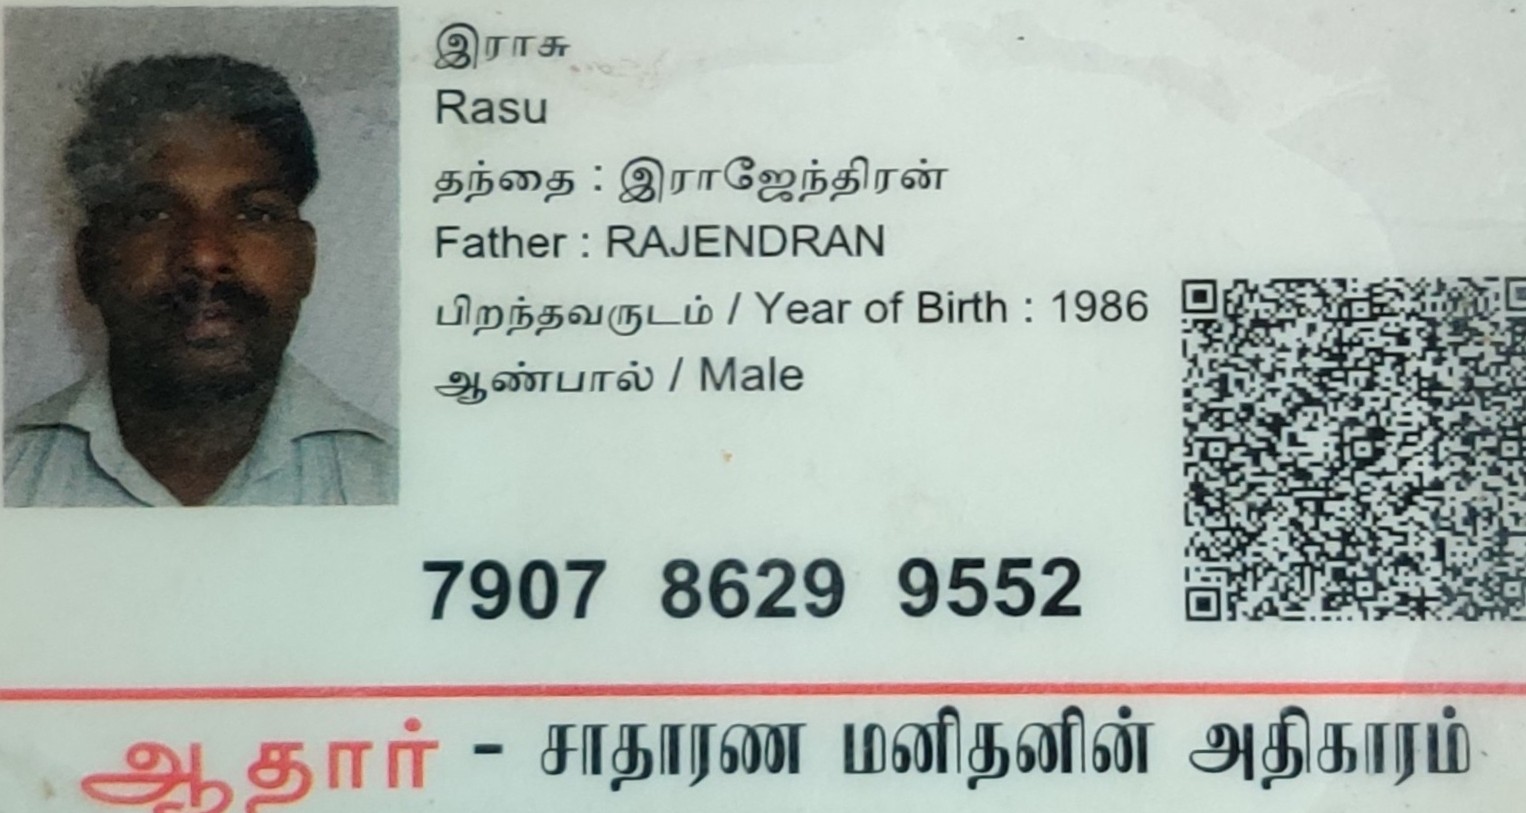 இராசு
Rasu
தந்தை : இராஜேந்திரன்
Father : RAJENDRAN
பிறந்தவருடம் / Year of Birth : 1986
ஆண்பால் / Male
7907 8629 9552
ஆதார் - சாதாரண மனிதனின் அதிகாரம்